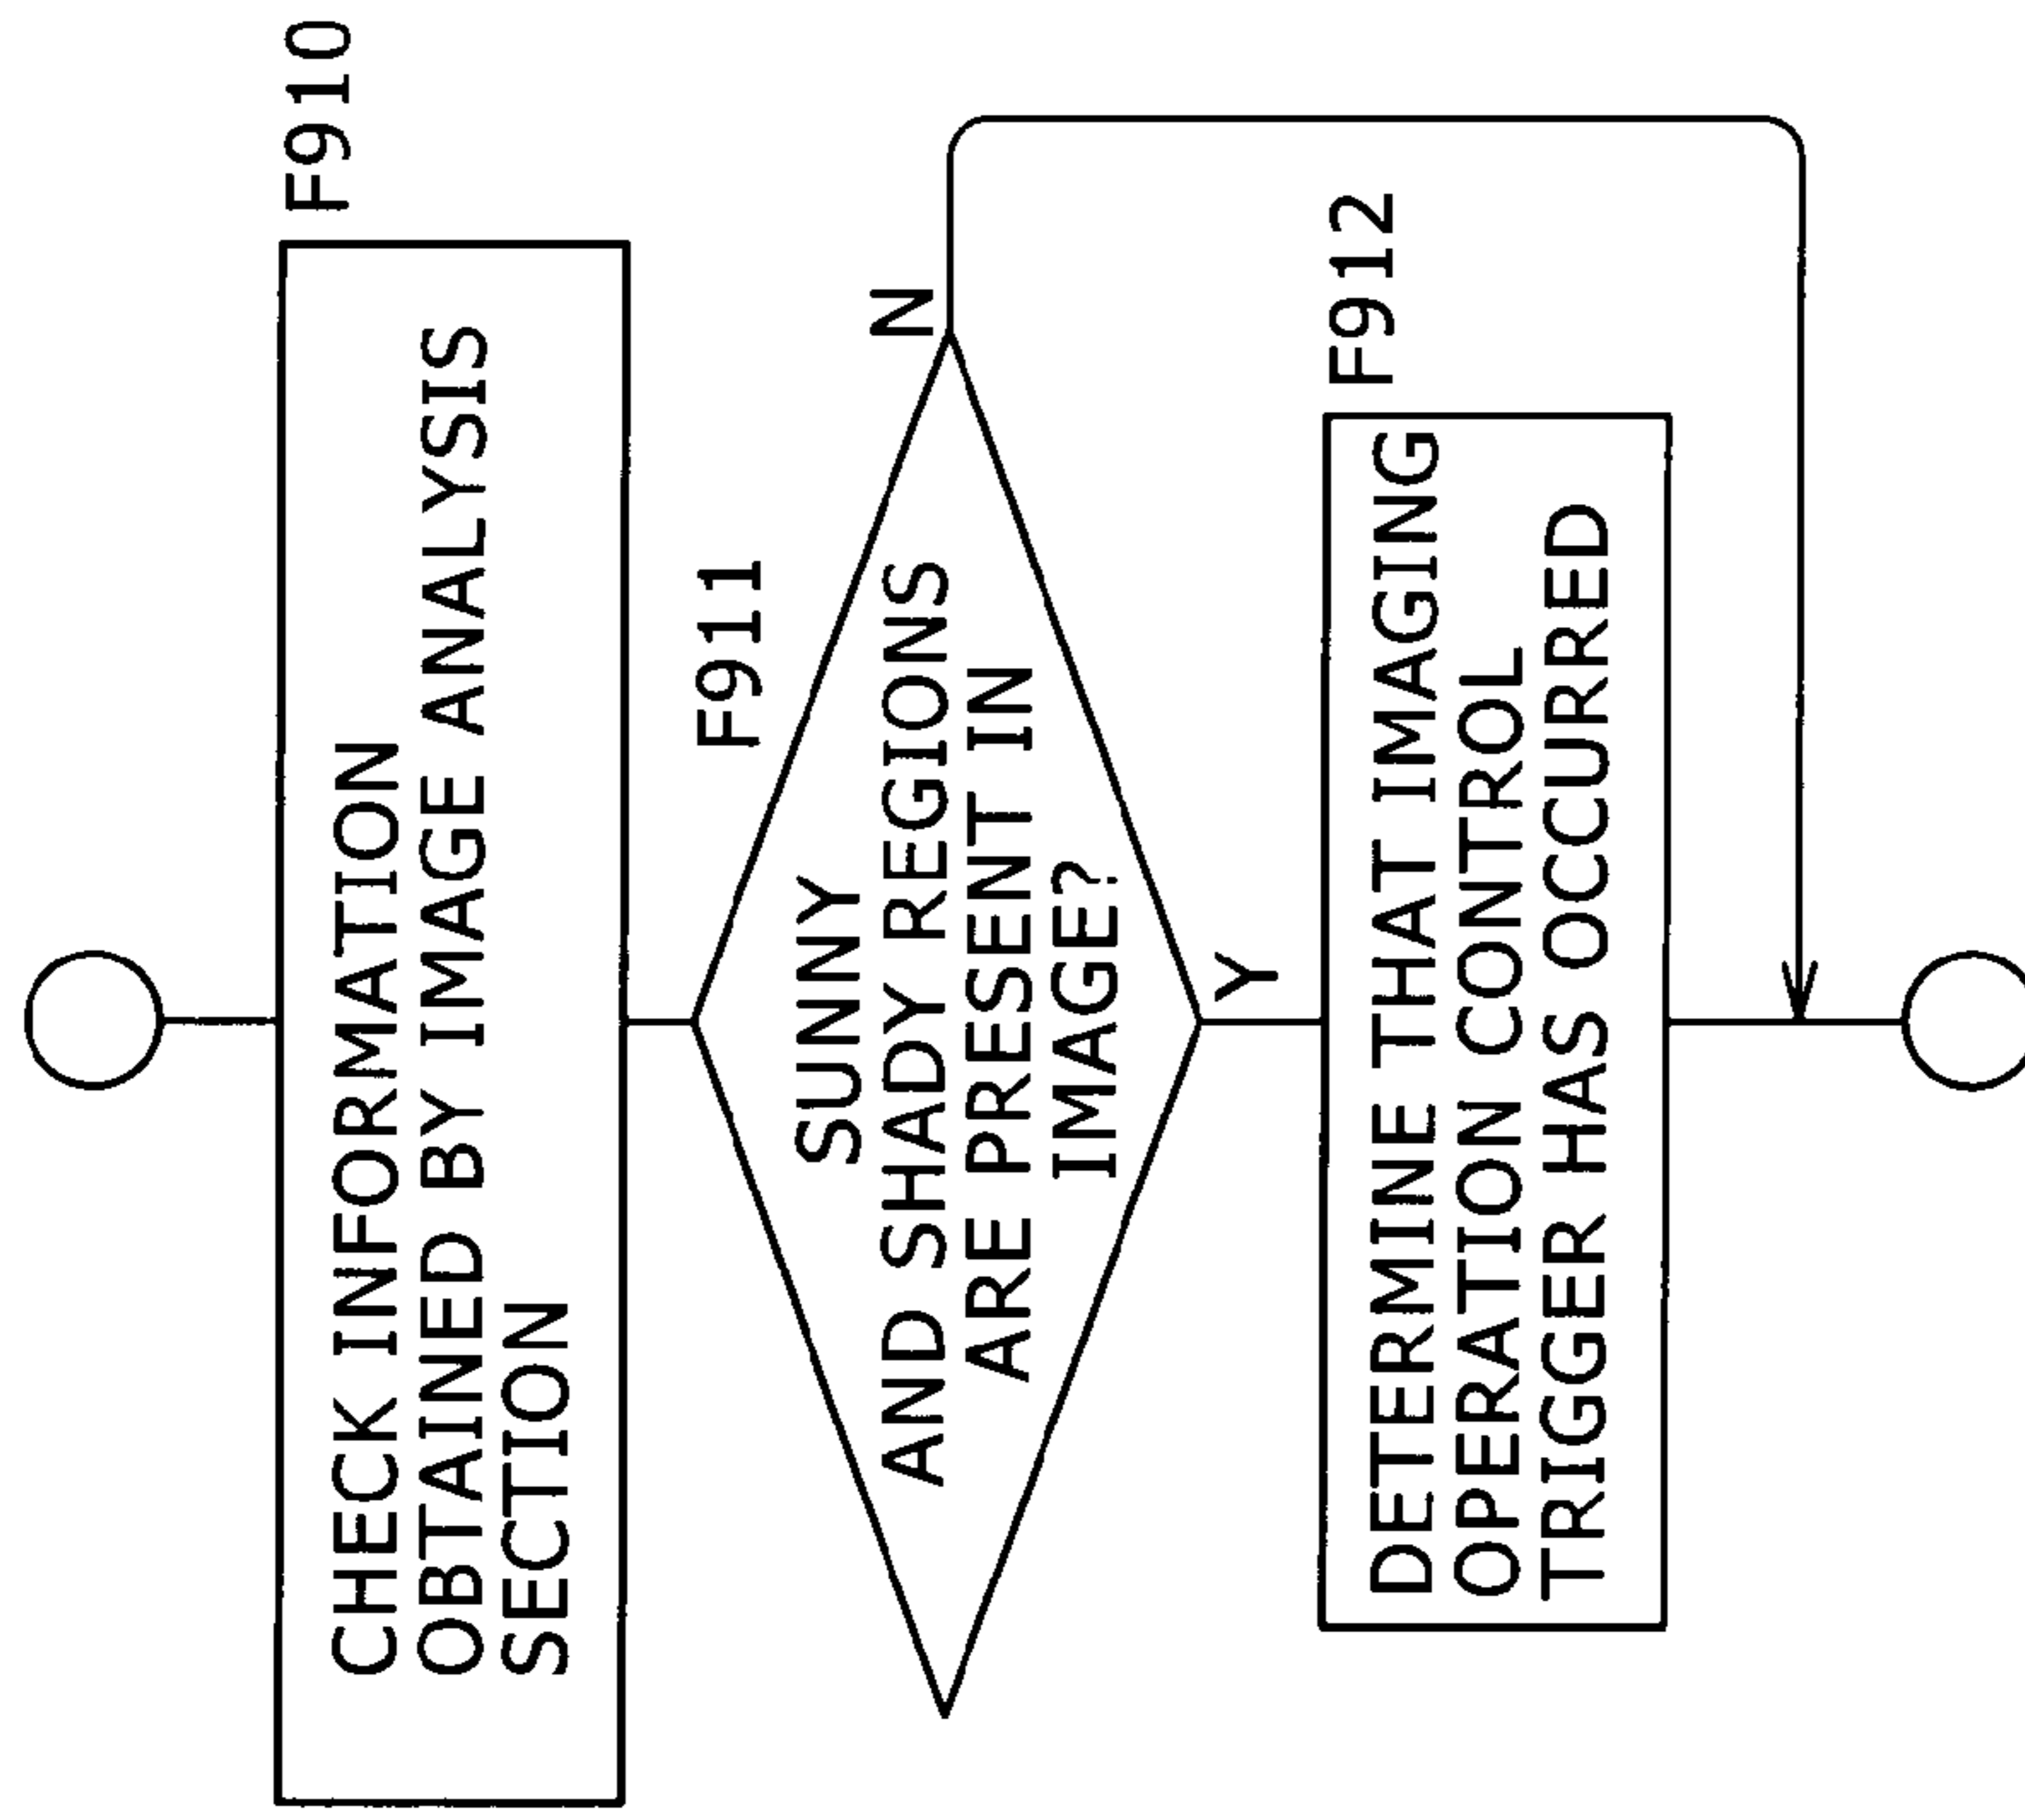 F910
CHECK INFORMATION
OBTAINED BY IMAGE ANALYSIS
SECTION
F911
SUNNY
AND SHADY REGIONS
ARE PRESENT IN
IMAGE?
N
Y
F912
DETERMINE THAT IMAGING
OPERATION CONTROL
TRIGGER HAS OCCURRED